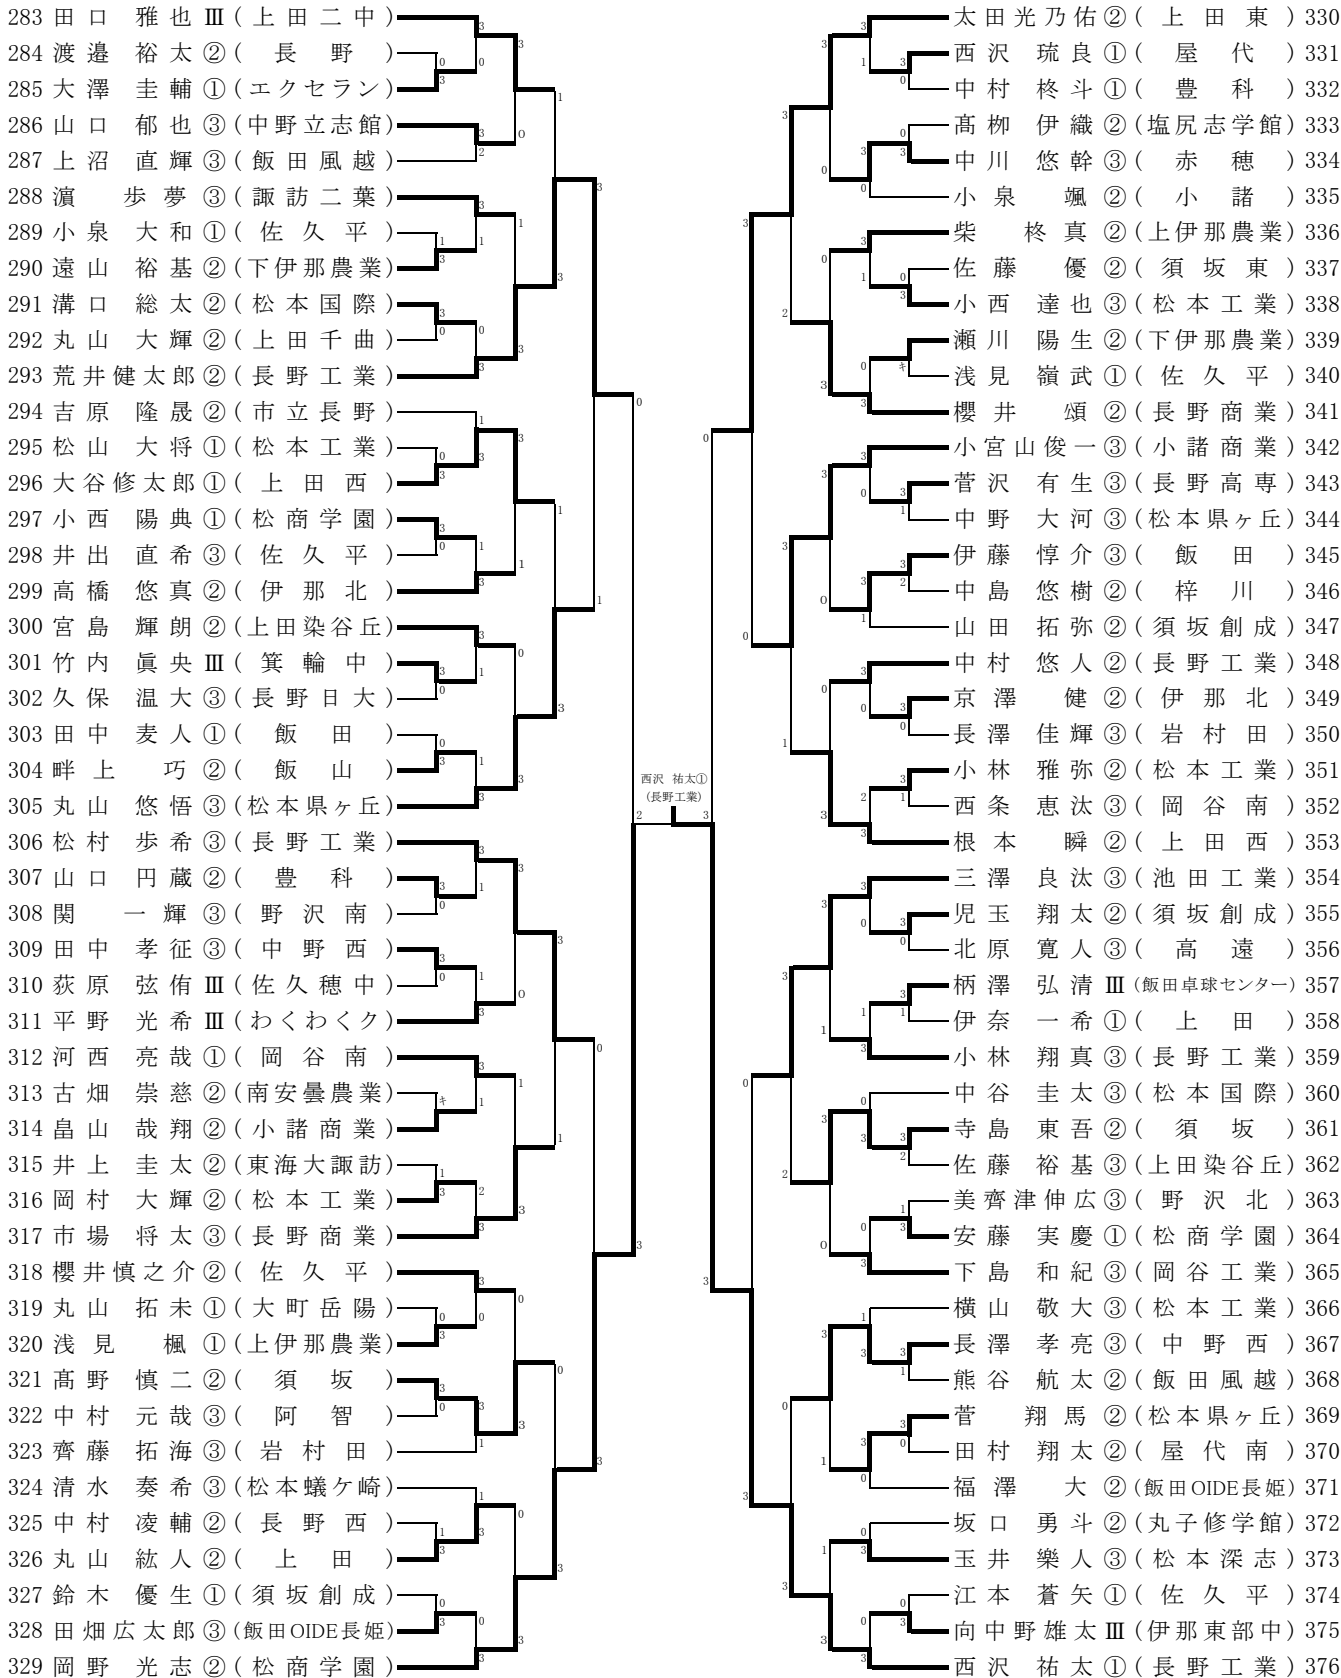 283 田口 雅也 Ⅲ (上田二中)
284 渡邉 裕太 ② (長野)
285 大澤 圭輔 ① (エクセラン)
286 山口 郁也 ③ (中野立志館)
287 上沼 直輝 ③ (飯田風越)
288 濵 歩夢 ③ (諏訪二葉)
289 小泉 大和 ① (佐久平)
290 遠山 裕基 ② (下伊那農業)
291 溝口 総太 ② (松本国際)
292 丸山 大輝 ② (上田千曲)
293 荒井健太郎 ② (長野工業)
294 吉原 隆晟 ② (市立長野)
295 松山 大将 ① (松本工業)
296 大谷修太郎 ① (上田西)
297 小西 陽典 ① (松商学園)
298 井出 直希 ③ (佐久平)
299 高橋 悠真 ② (伊那北)
300 宮島 輝朗 ② (上田染谷丘)
301 竹内 眞央 Ⅲ (箕輪中)
302 久保 温大 ③ (長野日大)
303 田中 麦人 ① (飯田)
304 畔上 巧 ② (飯山)
305 丸山 悠悟 ③ (松本県ヶ丘)
306 松村 歩希 ③ (長野工業)
307 山口 円蔵 ② (豊科)
308 関 一輝 ③ (野沢南)
309 田中 孝征 ③ (中野西)
310 荻原 弦侑 Ⅲ (佐久穂中)
311 平野 光希 Ⅲ (わくわくク)
312 河西 亮哉 ① (岡谷南)
313 古畑 崇慈 ② (南安曇農業)
314 畠山 哉翔 ② (小諸商業)
315 井上 圭太 ② (東海大諏訪)
316 岡村 大輝 ② (松本工業)
317 市場 将太 ③ (長野商業)
318 櫻井慎之介 ② (佐久平)
319 丸山 拓未 ① (大町岳陽)
320 浅見 楓 ① (上伊那農業)
321 髙野 慎二 ② (須坂)
322 中村 元哉 ③ (阿智)
323 齊藤 拓海 ③ (岩村田)
324 清水 奏希 ③ (松本蟻ケ崎)
325 中村 凌輔 ② (長野西)
326 丸山 紘人 ② (上田)
327 鈴木 優生 ① (須坂創成)
328 田畑広太郎 ③ (飯田OIDE長姫)
329 岡野 光志 ② (松商学園)
西沢 祐太①
(長野工業)
2 3
太田光乃佑 ② (上田東) 330
西沢 琉良 ① (屋代) 331
中村 柊斗 ① (豊科) 332
髙栁 伊織 ② (塩尻志学館) 333
中川 悠幹 ③ (赤穂) 334
小泉 颯 ② (小諸) 335
柴 柊真 ② (上伊那農業) 336
佐藤 優 ② (須坂東) 337
小西 達也 ③ (松本工業) 338
瀬川 陽生 ② (下伊那農業) 339
浅見 嶺武 ① (佐久平) 340
櫻井 頌 ② (長野商業) 341
小宮山俊一 ③ (小諸商業) 342
菅沢 有生 ③ (長野高専) 343
中野 大河 ③ (松本県ヶ丘) 344
伊藤 惇介 ③ (飯田) 345
中島 悠樹 ② (梓川) 346
山田 拓弥 ② (須坂創成) 347
中村 悠人 ② (長野工業) 348
京澤 健 ② (伊那北) 349
長澤 佳輝 ③ (岩村田) 350
小林 雅弥 ② (松本工業) 351
西条 恵汰 ③ (岡谷南) 352
根本 瞬 ② (上田西) 353
三澤 良汰 ③ (池田工業) 354
児玉 翔太 ② (須坂創成) 355
北原 寛人 ③ (高遠) 356
柄澤 弘清 Ⅲ (飯田卓球センター) 357
伊奈 一希 ① (上田) 358
小林 翔真 ③ (長野工業) 359
中谷 圭太 ③ (松本国際) 360
寺島 東吾 ② (須坂) 361
佐藤 裕基 ③ (上田染谷丘) 362
美齊津伸広 ③ (野沢北) 363
安藤 実慶 ① (松商学園) 364
下島 和紀 ③ (岡谷工業) 365
横山 敬大 ③ (松本工業) 366
長澤 孝亮 ③ (中野西) 367
熊谷 航太 ② (飯田風越) 368
菅 翔馬 ② (松本県ヶ丘) 369
田村 翔太 ② (屋代南) 370
福澤 大 ② (飯田OIDE長姫) 371
坂口 勇斗 ② (丸子修学館) 372
玉井 樂人 ③ (松本深志) 373
江本 蒼矢 ① (佐久平) 374
向中野雄太 Ⅲ (伊那東部中) 375
西沢 祐太 ① (長野工業) 376